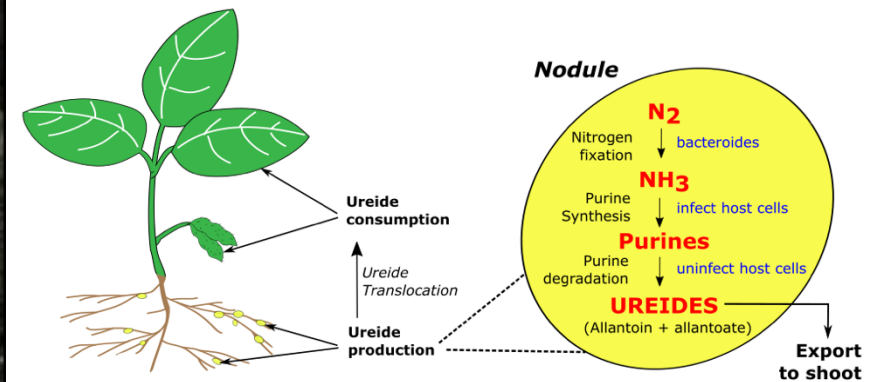 Nodule
N2
Nitrogen
fixation
bacteroides
NH3
Purine
Synthesis
infect host cells
Purines
Purine
degradation
uninfect host cells
UREIDES
(Allantoin + allantoate)
Export
to shoot
Ureide
consumption
Ureide
Translocation
Ureide
production